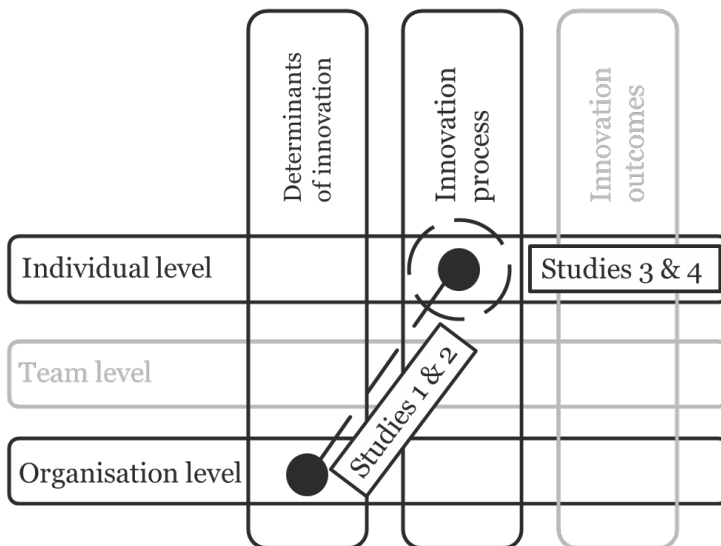 Determinants
of innovation
Innovation
process
Innovation
outcomes
Individual level
Studies 3 & 4
Team level
Studies 1 & 2
Organisation level